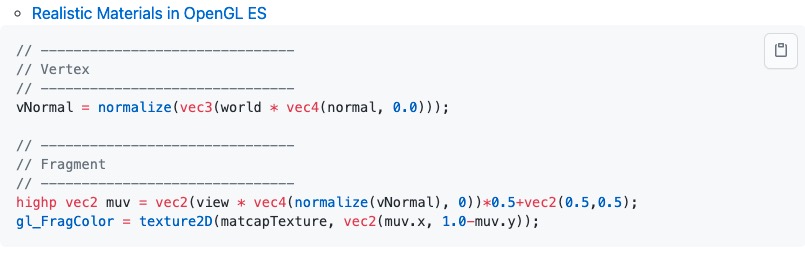 Realistic Materials in OpenGL ES
// ------------------------------
// Vertex
// ------------------------------
vNormal = normalize(vec3(world * vec4(normal, 0.0)));
// ------------------------------
// Fragment
// ------------------------------
highp vec2 muv = vec2(view * vec4(normalize(vNormal), 0))*0.5+vec2(0.5,0.5);
gl_FragColor = texture2D(matcapTexture, vec2(muv.x, 1.0-muv.y));